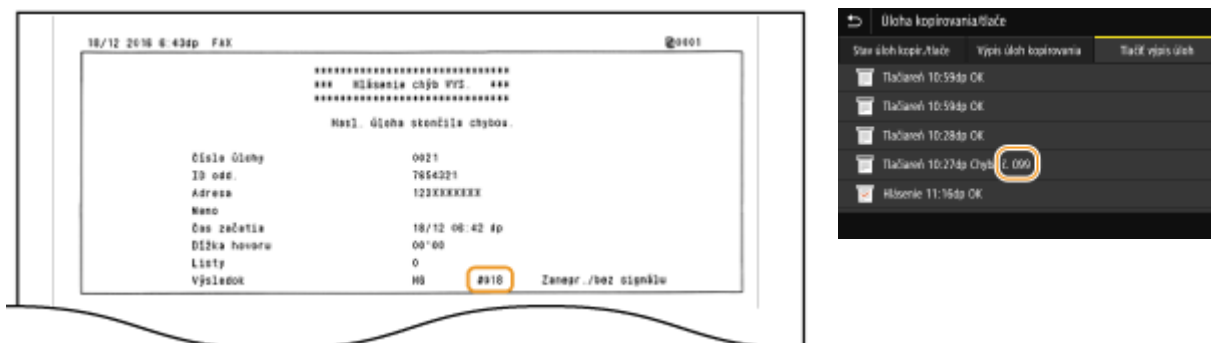 18/12 2016 6:43dp FAX 0001
*******************************
*** Hlásenie chýb VYS. ***
*******************************
Nasl. úloha skončila chybou.
Číslo úlohy 0021
ID odd. 7654321
Adresa 123XXXXXXX
Meno
Čas začatia 18/12 06:42 dp
Dĺžka hovoru 00'00
Listy 0
Výsledok NG #018 Zanepr./bez signálu
Úloha kopírovania/tlače
Stav úloh kopír./tlače Výpis úloh kopírovania Tlačiť výpis úloh
Tlačiareň 10:59dp OK
Tlačiareň 10:59dp OK
Tlačiareň 10:28dp OK
Tlačiareň 10:27dp Chyb č. 099
Hlásenie 11:16dp OK